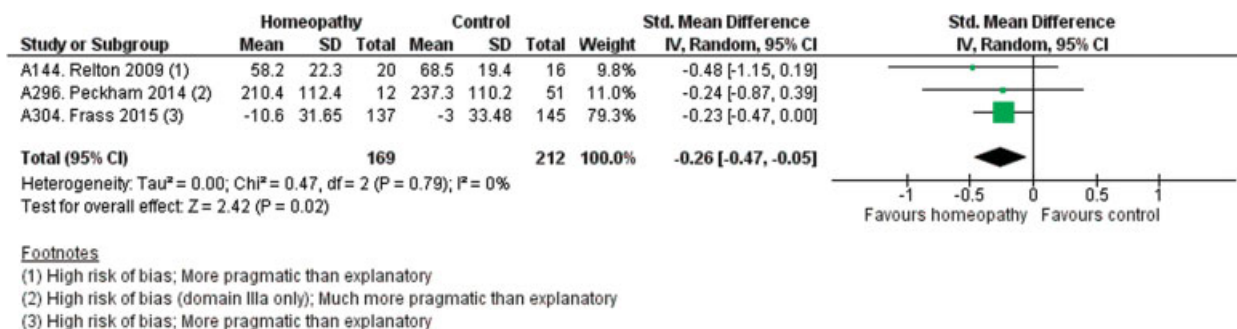 Homeopathy Control Std. Mean Difference Std. Mean Difference
Study or Subgroup Mean SD Total Mean SD Total Weight IV, Random, 95% CI IV, Random, 95% CI
A144. Relton 2009 (1) 58.2 22.3 20 68.5 19.4 16 9.8% -0.48 [-1.15, 0.19]
A296. Peckham 2014 (2) 210.4 112.4 12 237.3 110.2 51 11.0% -0.24 [-0.87, 0.39]
A304. Frass 2015 (3) -10.6 31.65 137 -3 33.48 145 79.3% -0.23 [-0.47, 0.00]
Total (95% CI) 169 212 100.0% -0.26 [-0.47, -0.05]
Heterogeneity: Tau² = 0.00; Chi² = 0.47, df = 2 (P = 0.79); I² = 0%
Test for overall effect: Z = 2.42 (P = 0.02)
-1 -0.5 0 0.5 1
Favours homeopathy Favours control
Footnotes
(1) High risk of bias; More pragmatic than explanatory
(2) High risk of bias (domain IIIa only); Much more pragmatic than explanatory
(3) High risk of bias; More pragmatic than explanatory